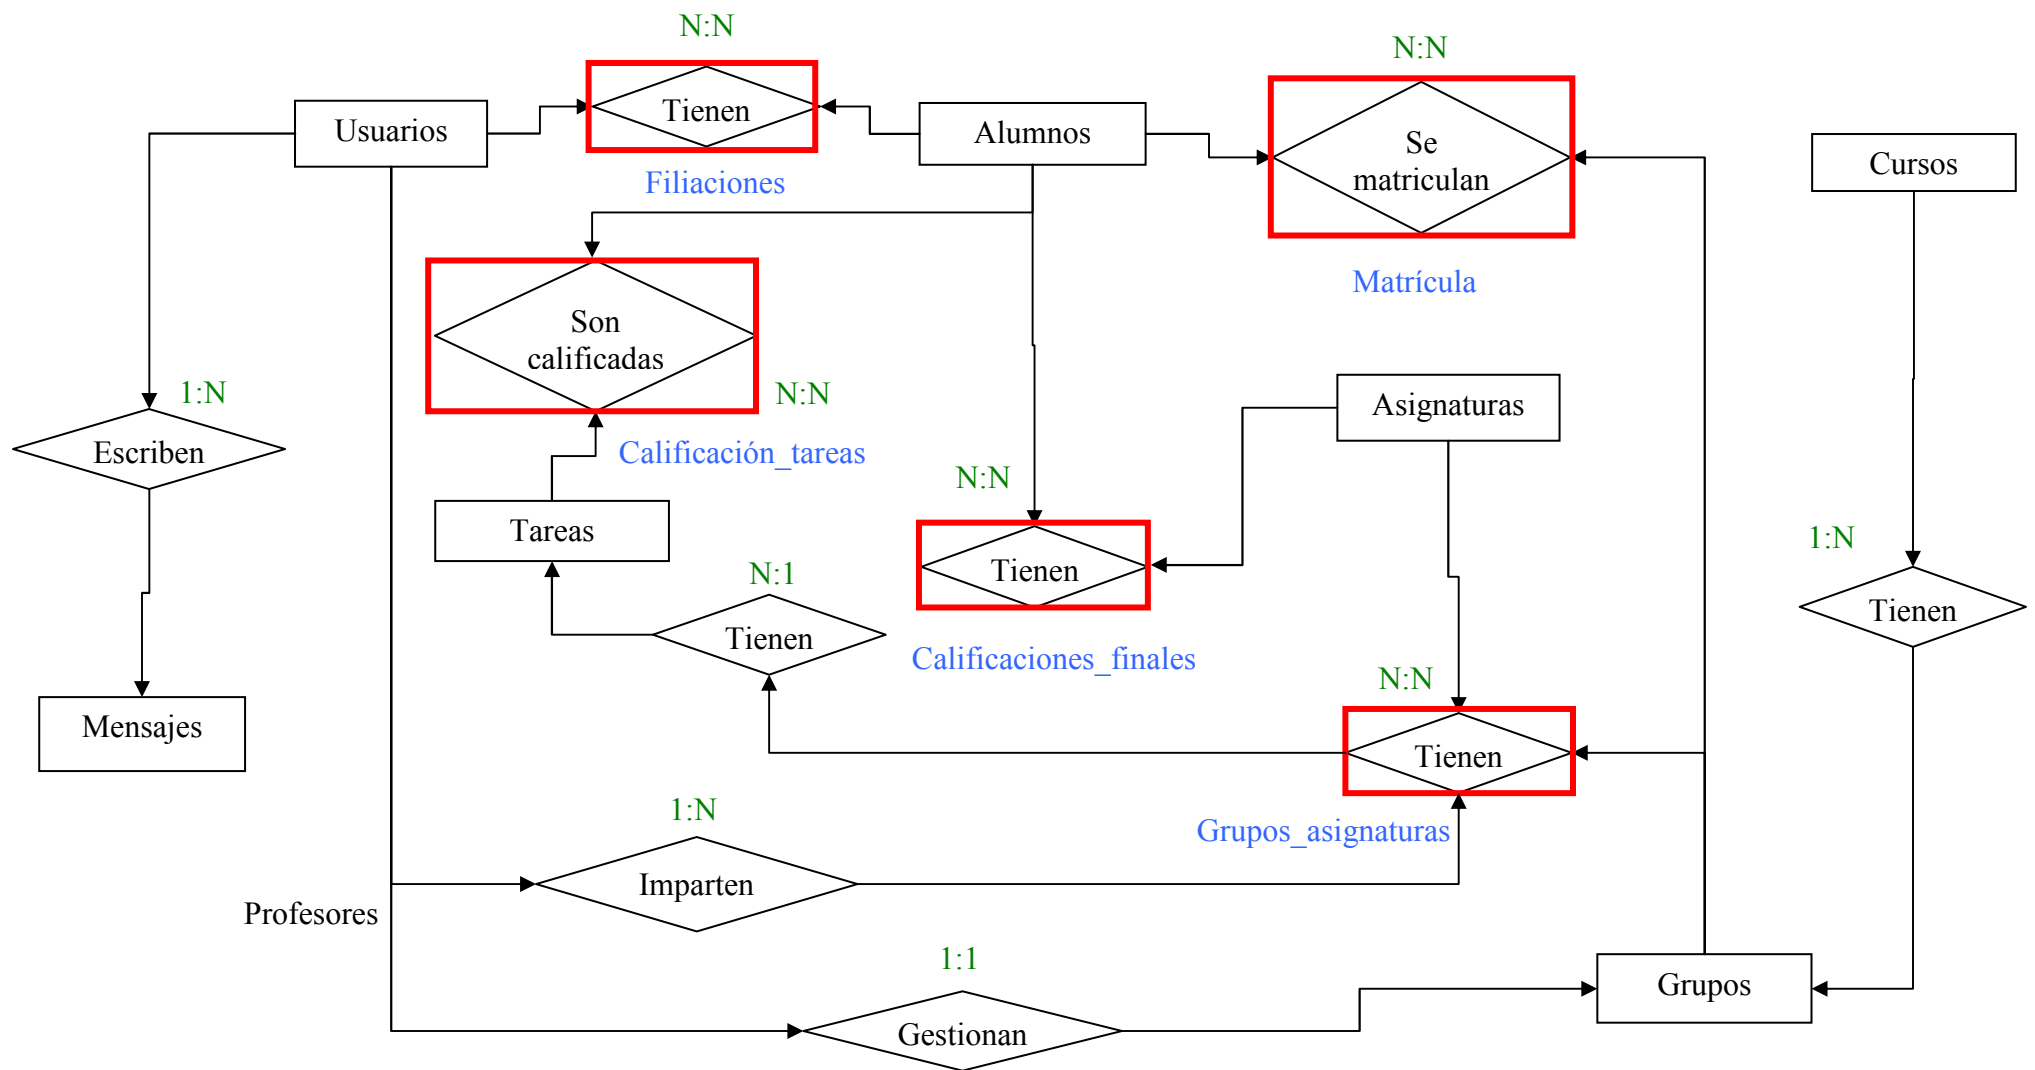 N:N
N:N
Usuarios
Tienen
Alumnos
Se
matriculan
Cursos
Filiaciones
Matrícula
Son
calificadas
1:N
N:N
Asignaturas
Escriben
Calificación_tareas
N:N
Tareas
1:N
N:1
Tienen
Tienen
Tienen
Calificaciones_finales
N:N
Mensajes
Tienen
1:N
Grupos_asignaturas
Imparten
Profesores
1:1
Grupos
Gestionan